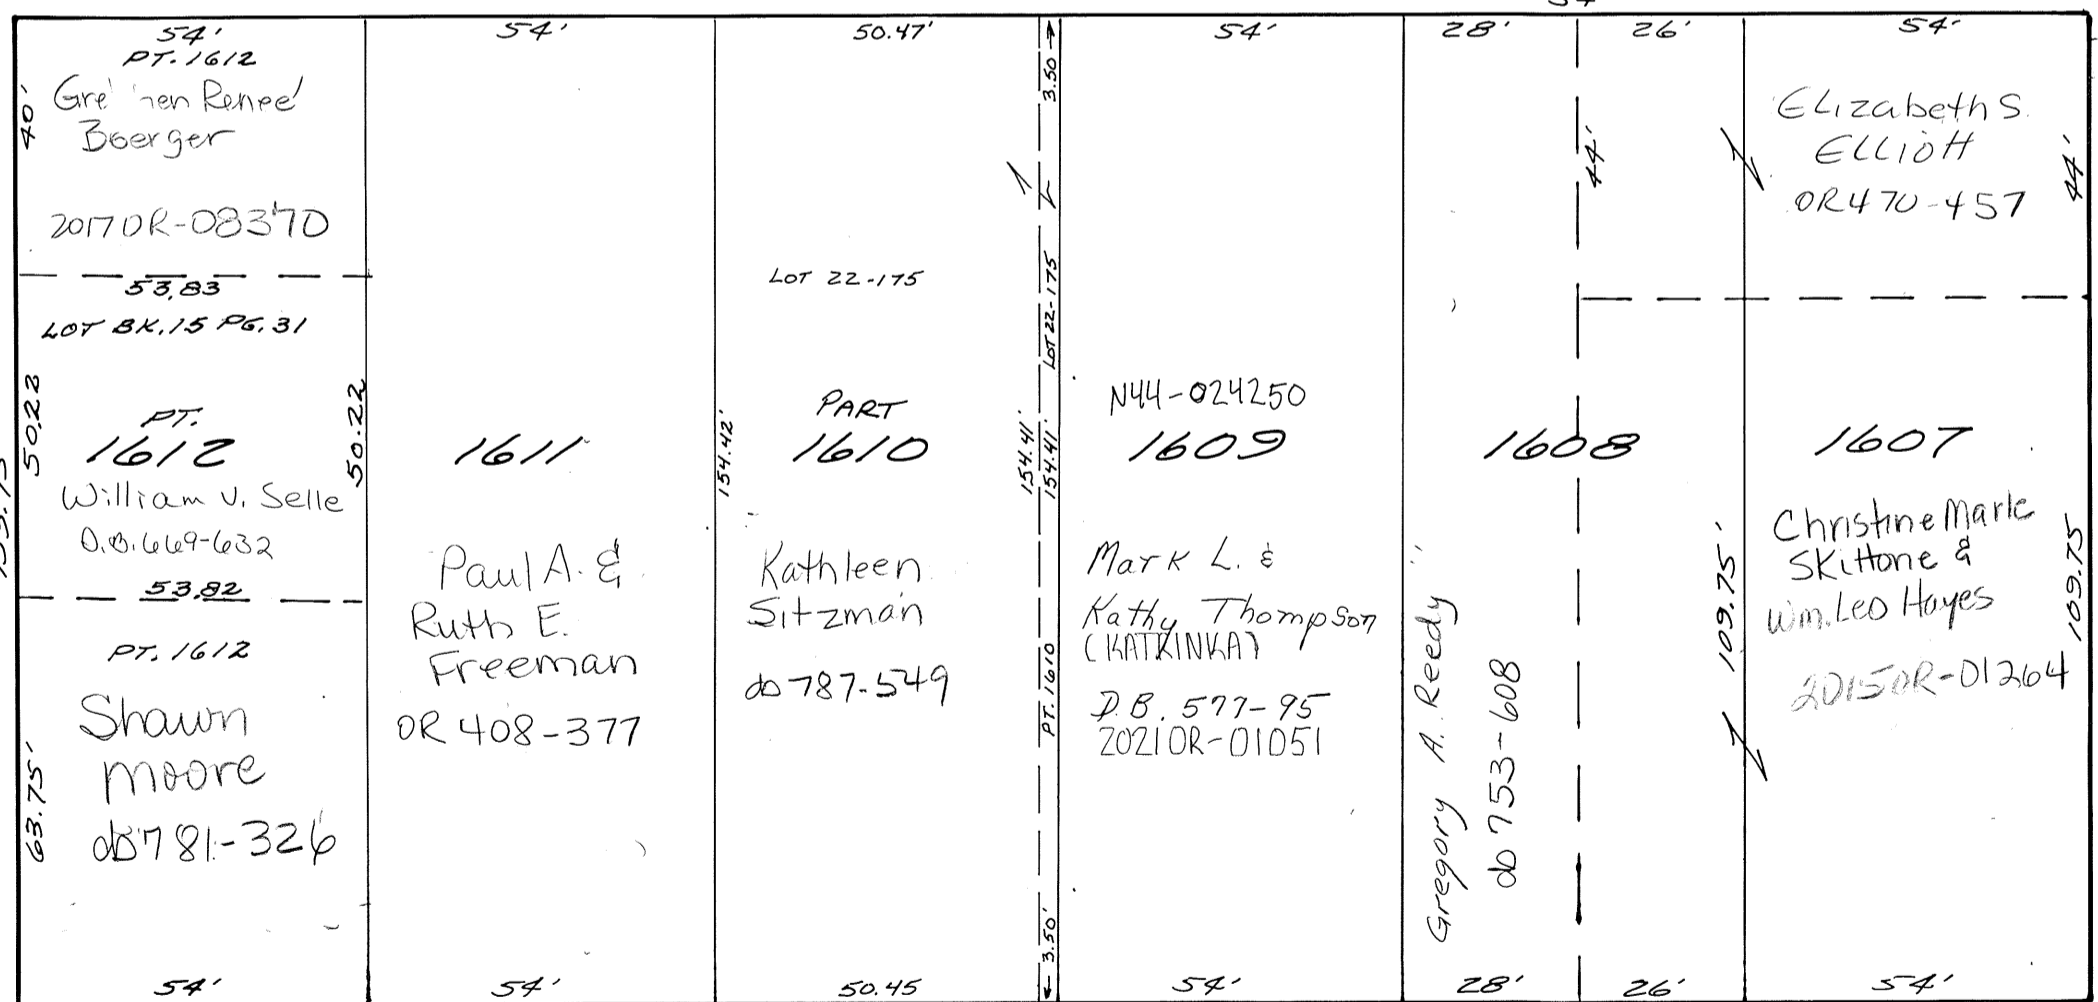 54'
PT. 1612
40'
Renee
Boerger
2017OR-08370
53.83
LOT BK.15 PG.31
50.22
PT.
1612
50.22
William V. Selle
D.B. 669-632
53.82
PT. 1612
Shawn
Moore
63.75'
db 781-326
54'
54'
1611
Paul A. &
Ruth E.
Freeman
OR 408-377
54'
50.47'
LOT 22-175
PART
1610
154.42'
154.41'
Kathleen
Sitzman
db 787-549
50.45
3.50
LOT 22-175
154.41'
PT. 1610
3.50'
54'
N44-024250
1609
Mark L. &
Kathy Thompson
(KATRINKA)
D.B. 577-95
2021OR-01051
54'
28'
26'
44'
1608
Gregory A. Reedy
db 753-608
109.75'
28'
26'
54'
Elizabeth S.
Elliott
OR 470-457
44'
1607
Christine Marie
Skittone &
Wm. Leo Hayes
2015OR-01264
109.75
54'